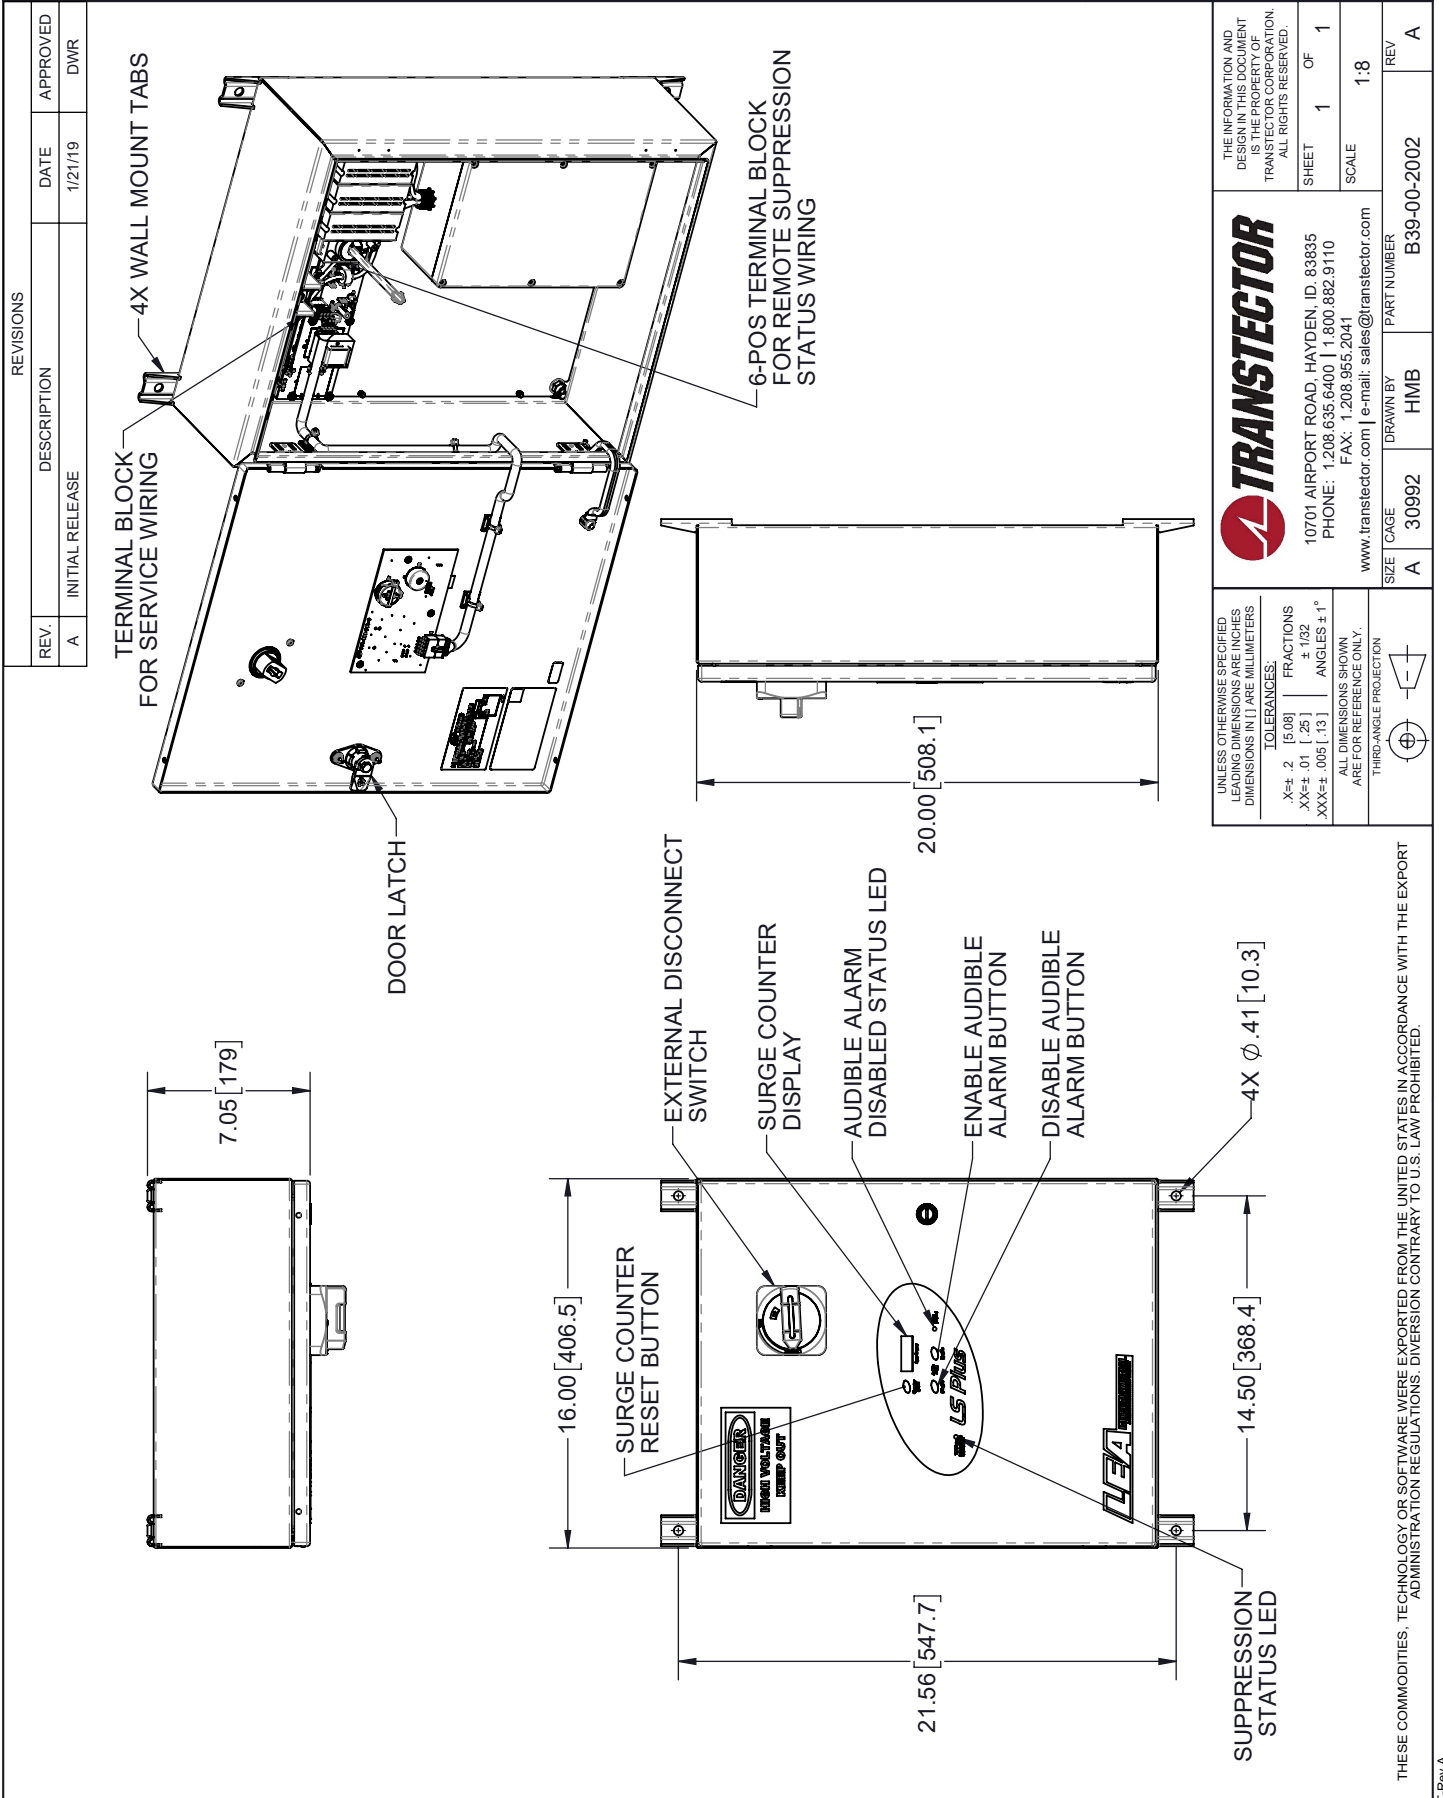 REVISIONS
REV. DESCRIPTION DATE APPROVED
A INITIAL RELEASE 1/21/19 DWR
7.05 [179]
TERMINAL BLOCK
FOR SERVICE WIRING
4X WALL MOUNT TABS
DOOR LATCH
6-POS TERMINAL BLOCK
FOR REMOTE SUPPRESSION
STATUS WIRING
16.00 [406.5]
SURGE COUNTER
RESET BUTTON
EXTERNAL DISCONNECT
SWITCH
SURGE COUNTER
DISPLAY
AUDIBLE ALARM
DISABLED STATUS LED
ENABLE AUDIBLE
ALARM BUTTON
DISABLE AUDIBLE
ALARM BUTTON
4X Ø .41 [10.3]
20.00 [508.1]
21.56 [547.7]
14.50 [368.4]
SUPPRESSION
STATUS LED
DANGER
HIGH VOLTAGE
KEEP OUT
LS Plus
LEA
UNLESS OTHERWISE SPECIFIED
LEADING DIMENSIONS ARE INCHES
DIMENSIONS IN [ ] ARE MILLIMETERS
TOLERANCES:
.X=± .2 [5.08] FRACTIONS
.XX=± .01 [.25] ± 1/32
.XXX=± .005 [.13] ANGLES ± 1°
ALL DIMENSIONS SHOWN
ARE FOR REFERENCE ONLY.
THIRD-ANGLE PROJECTION
TRANSTECTOR
10701 AIRPORT ROAD, HAYDEN, ID. 83835
PHONE: 1.208.635.6400 | 1.800.882.9110
FAX: 1.208.955.2041
www.transtector.com | e-mail: sales@transtector.com
THE INFORMATION AND
DESIGN IN THIS DOCUMENT
IS THE PROPERTY OF
TRANSTECTOR CORPORATION.
ALL RIGHTS RESERVED.
SHEET 1 OF 1
SCALE 1:8
SIZE CAGE DRAWN BY PART NUMBER REV
A 30992 HMB B39-00-2002 A
THESE COMMODITIES, TECHNOLOGY OR SOFTWARE WERE EXPORTED FROM THE UNITED STATES IN ACCORDANCE WITH THE EXPORT
ADMINISTRATION REGULATIONS. DIVERSION CONTRARY TO U.S. LAW PROHIBITED.
Rev A